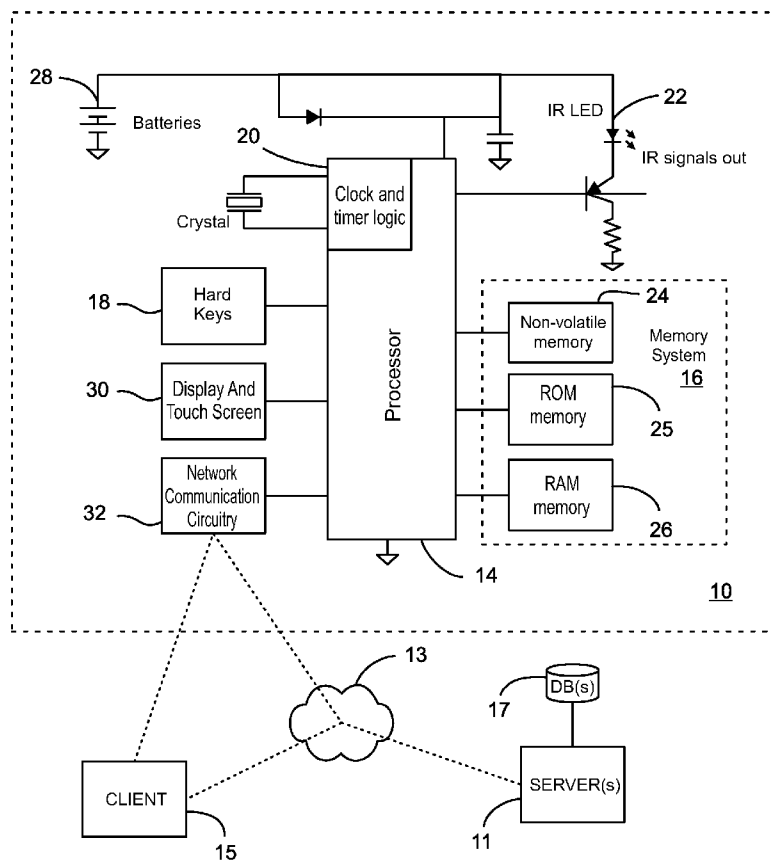 28
Batteries
IR LED
22
IR signals out
20
Clock and
timer logic
Crystal
Hard
Keys
18
Display And
Touch Screen
30
Network
Communication
Circuitry
32
Processor
14
24
Non-volatile
memory
Memory
System
16
ROM
memory
25
RAM
memory
26
10
13
DB(s)
17
CLIENT
15
SERVER(s)
11